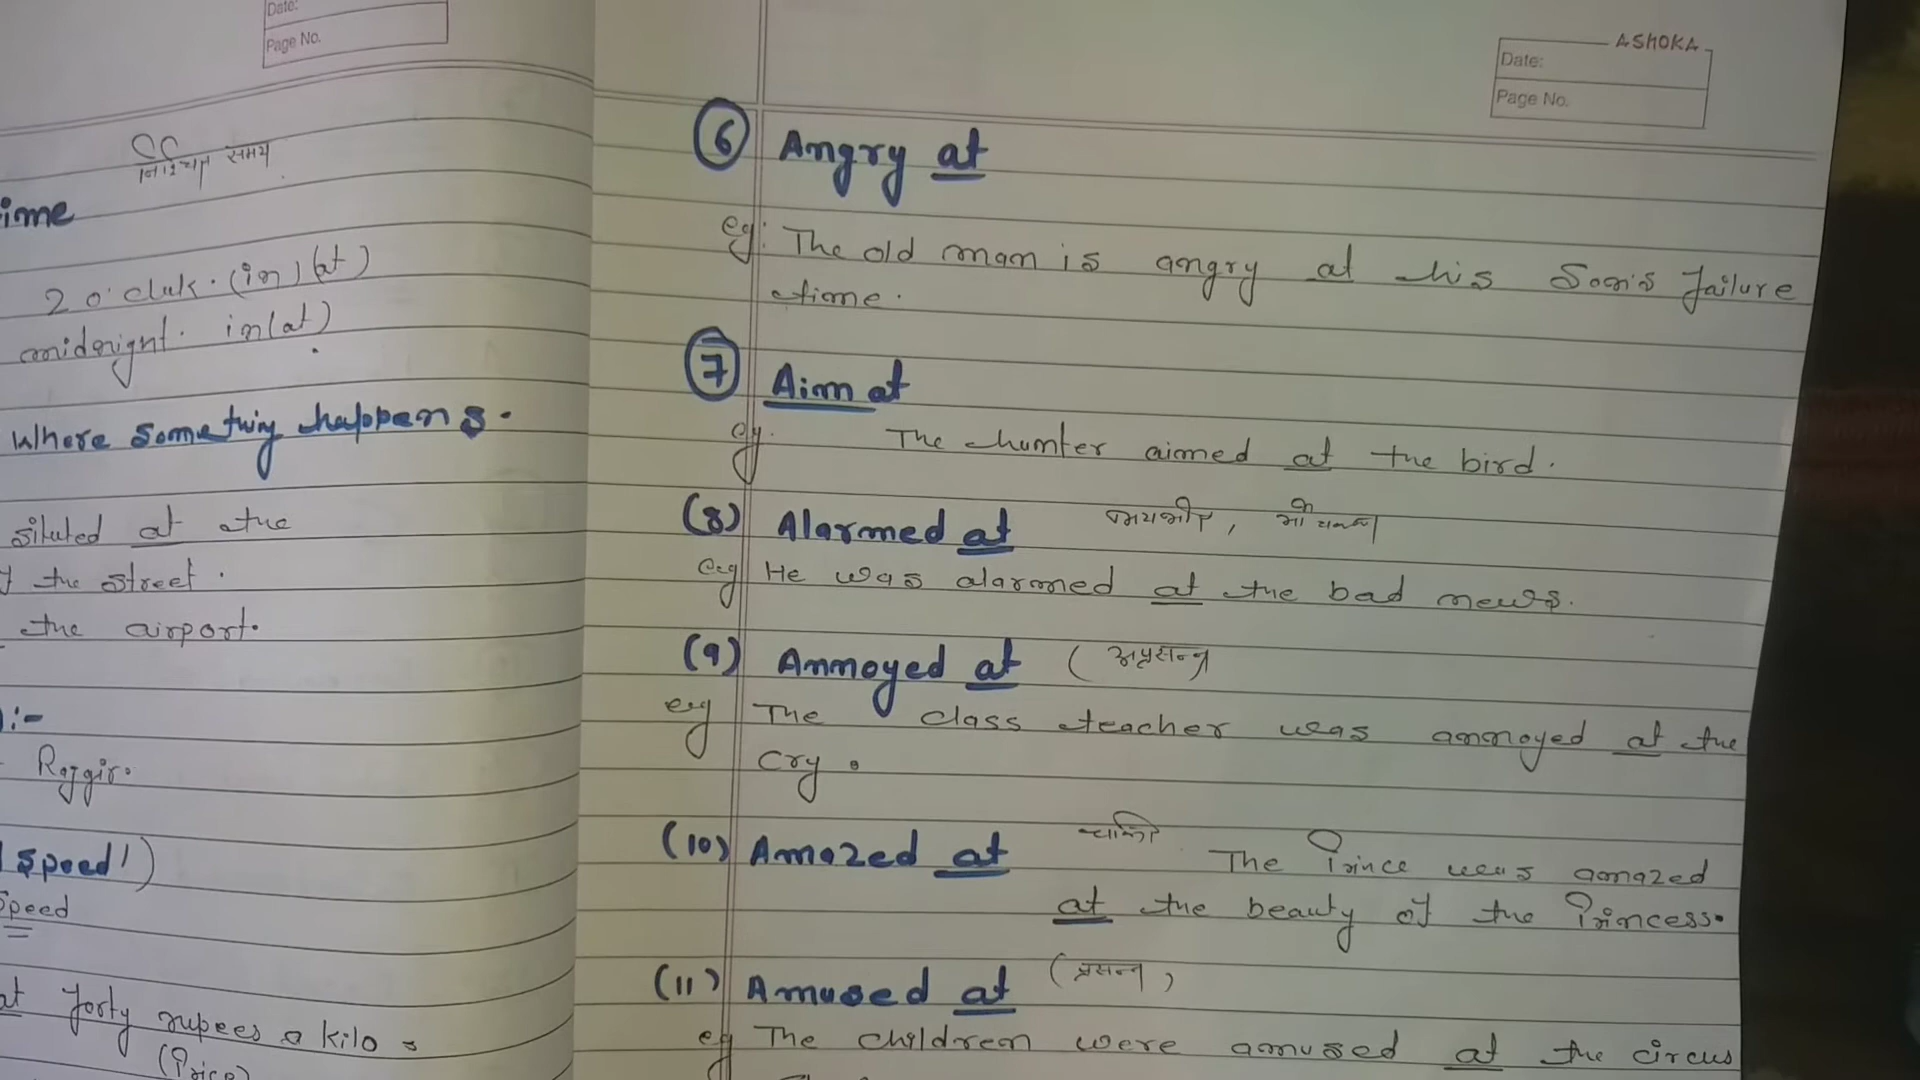 Date:
Page No.
निश्चित समय
ime
2 o'cluk. (in) (at)
midnight. in(at)
Where something happens.
situted at the
the street.
the airport.
:-
Rajgir.
Speed')
Speed
at forty rupees a kilo
(Price)
ASHOKA
Date:
Page No.
6 Angry at
eg: The old man is angry at his son's failure
time.
7 Aim at
eg. The hunter aimed at the bird.
(8) Alarmed at भयभीत,
eg He was alarmed at the bad news.
(9) Annoyed at (अप्रसन्न)
eg The class teacher was annoyed at the
Cry.
(10) Amazed at चकित The Prince was amazed
at the beauty of the Princess.
(11) Amused at (प्रसन्न)
eg The children were amused at the circus